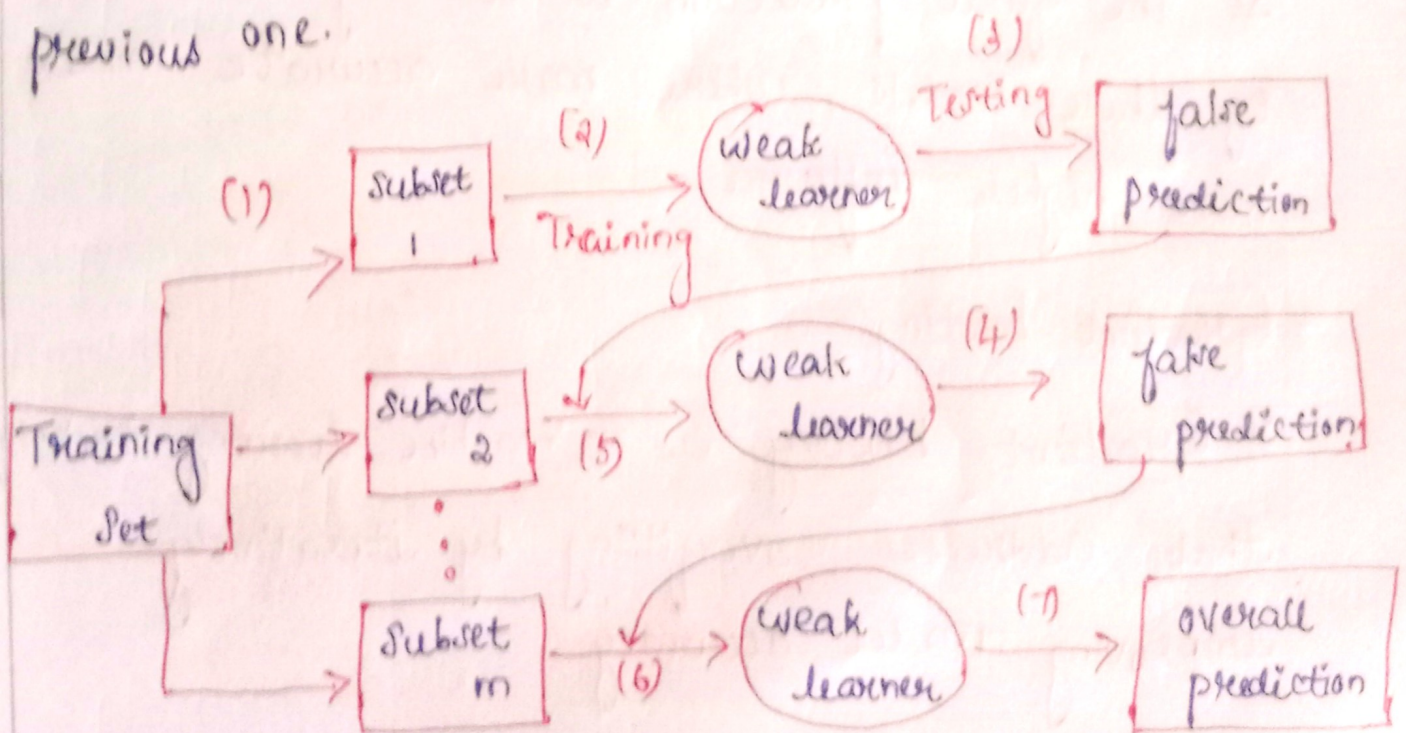 previous one.
(3)
Testing
false
prediction
(2)
weak
learner
(1)
subset
1
Training
(4)
false
prediction
weak
learner
subset
2
(5)
Training
Set
overall
prediction
weak
learner
subset
m
(6)